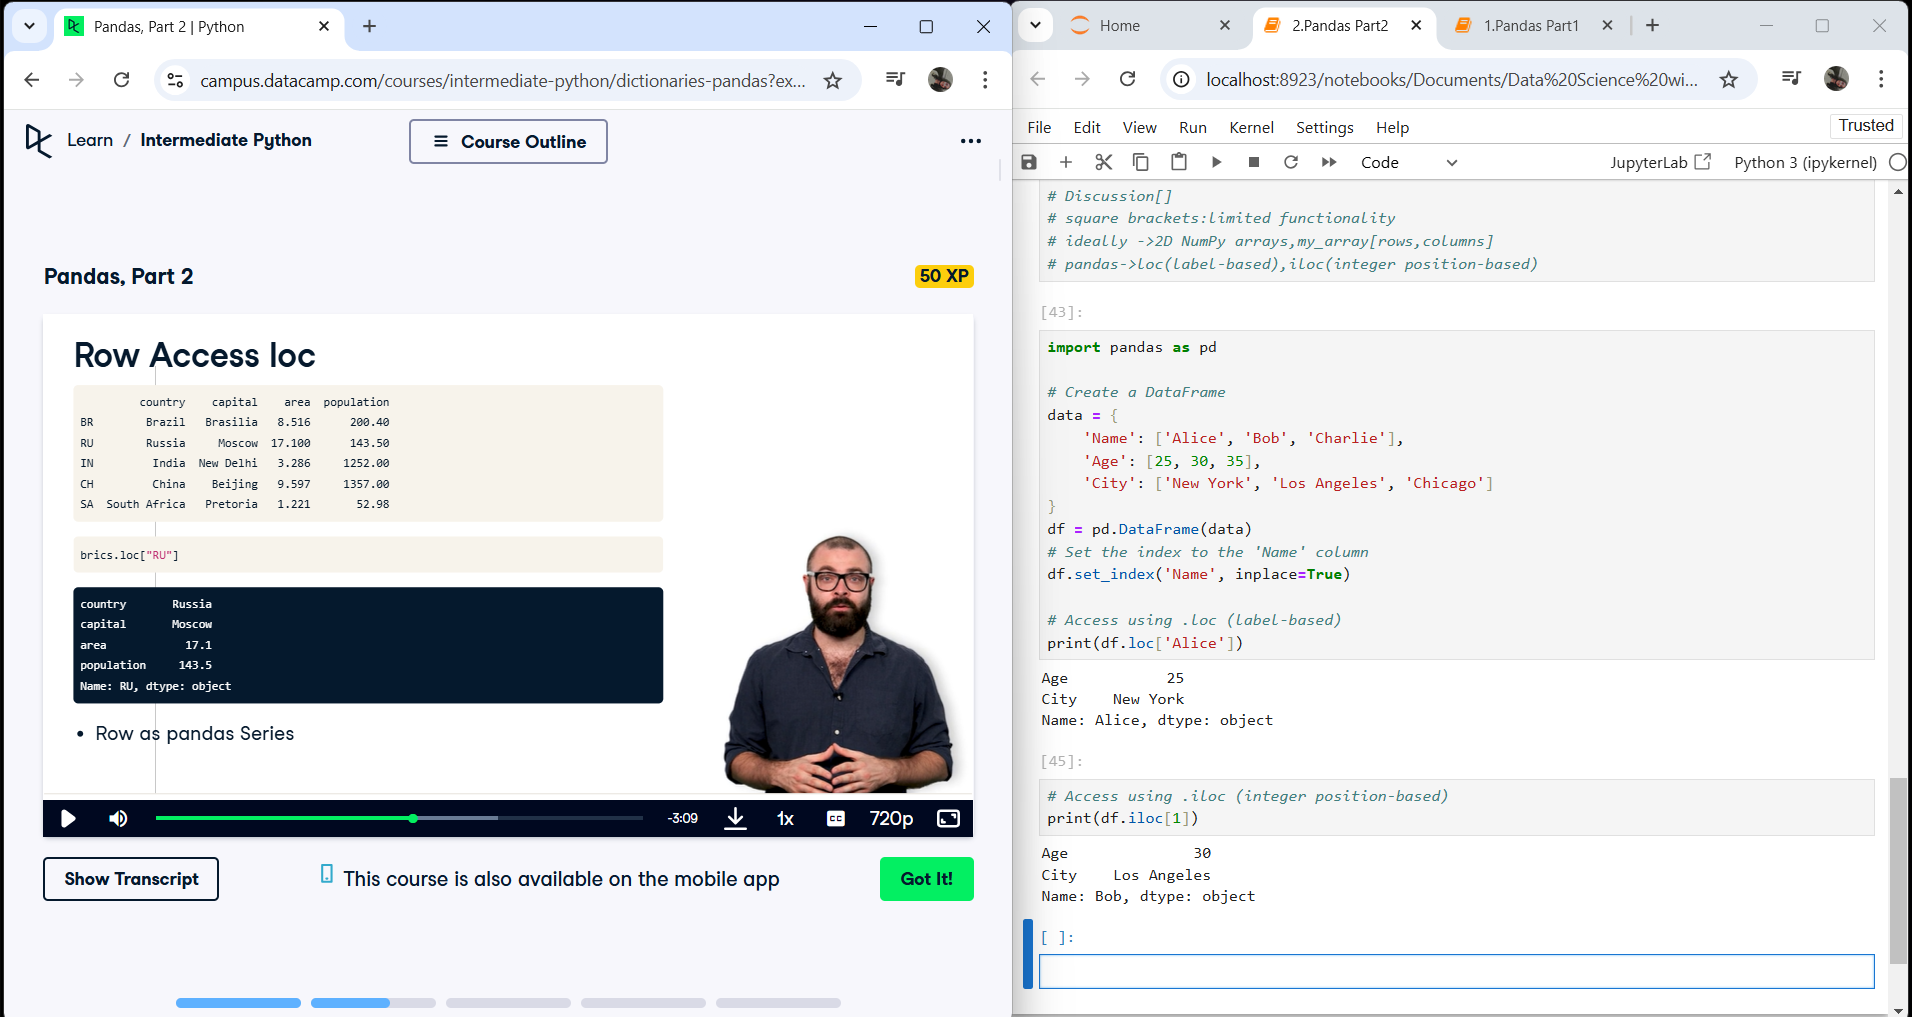 Pandas, Part 2 | Python
campus.datacamp.com/courses/intermediate-python/dictionaries-pandas?ex...
Learn / Intermediate Python
Course Outline
Pandas, Part 2
50 XP
Row Access loc
country capital area population
BR Brazil Brasilia 8.516 200.40
RU Russia Moscow 17.100 143.50
IN India New Delhi 3.286 1252.00
CH China Beijing 9.597 1357.00
SA South Africa Pretoria 1.221 52.98
brics.loc["RU"]
country Russia
capital Moscow
area 17.1
population 143.5
Name: RU, dtype: object
• Row as pandas Series
-3:09
1x
CC
720p
Show Transcript
This course is also available on the mobile app
Got It!
Home
2.Pandas Part2
1.Pandas Part1
localhost:8923/notebooks/Documents/Data%20Science%20wi...
File Edit View Run Kernel Settings Help
Trusted
Code
JupyterLab
Python 3 (ipykernel)
# Discussion[]
# square brackets:limited functionality
# ideally ->2D NumPy arrays,my_array[rows,columns]
# pandas->loc(label-based),iloc(integer position-based)
[43]:
import pandas as pd
# Create a DataFrame
data = {
'Name': ['Alice', 'Bob', 'Charlie'],
'Age': [25, 30, 35],
'City': ['New York', 'Los Angeles', 'Chicago']
}
df = pd.DataFrame(data)
# Set the index to the 'Name' column
df.set_index('Name', inplace=True)
# Access using .loc (label-based)
print(df.loc['Alice'])
Age 25
City New York
Name: Alice, dtype: object
[45]:
# Access using .iloc (integer position-based)
print(df.iloc[1])
Age 30
City Los Angeles
Name: Bob, dtype: object
[ ]: